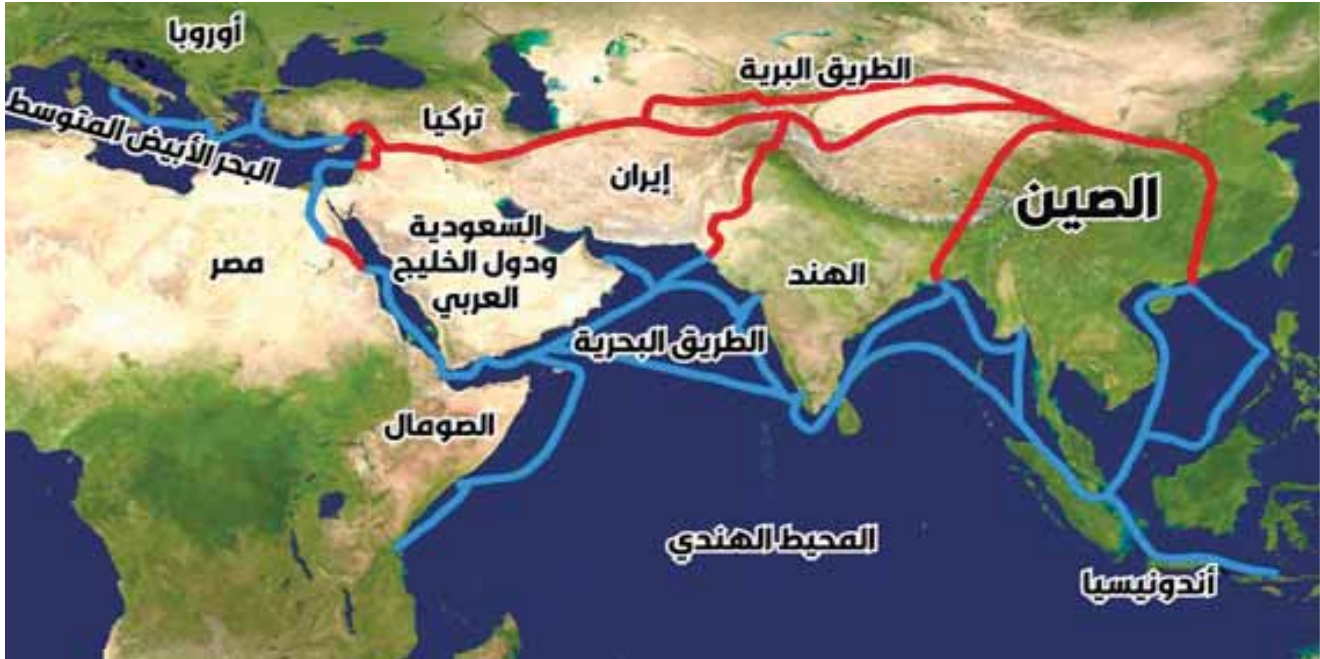 أوروبا
الطريق البرية
تركيا
البحر الأبيض المتوسط
إيران
الصين
السعودية
ودول الخليج
العربي
مصر
الهند
الطريق البحرية
الصومال
المحيط الهندي
أندونيسيا